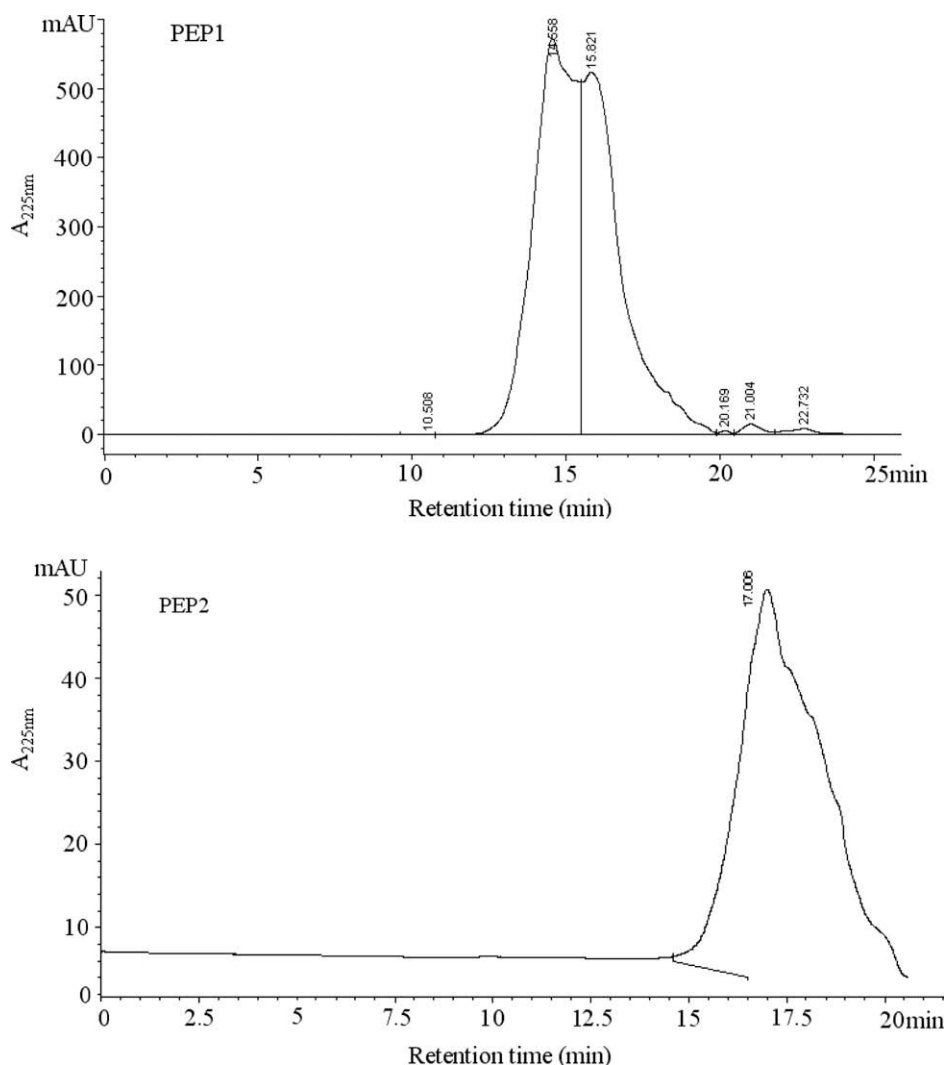 mAU
PEP1
14.558
15.821
500
400
A225nm
300
200
100
10.508
20.169
21.004
22.732
0
0 5 10 15 20 25min
Retention time (min)
mAU
PEP2
17.006
50
40
A225nm
30
20
10
0
0 2.5 5 7.5 10 12.5 15 17.5 20min
Retention time (min)